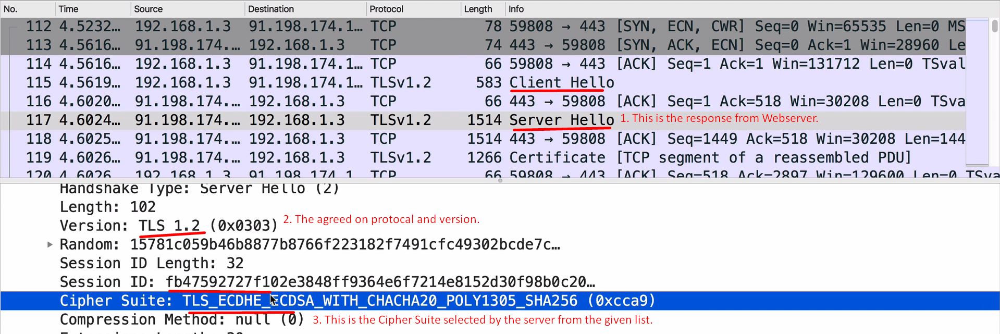 No. Time Source Destination Protocol Length Info
112 4.5232… 192.168.1.3 91.198.174.1… TCP 78 59808 → 443 [SYN, ECN, CWR] Seq=0 Win=65535 Len=0 MS
113 4.5616… 91.198.174.… 192.168.1.3 TCP 74 443 → 59808 [SYN, ACK, ECN] Seq=0 Ack=1 Win=28960 Le
114 4.5616… 192.168.1.3 91.198.174.1… TCP 66 59808 → 443 [ACK] Seq=1 Ack=1 Win=131712 Len=0 TSval
115 4.5619… 192.168.1.3 91.198.174.1… TLSv1.2 583 Client Hello
116 4.6020… 91.198.174.… 192.168.1.3 TCP 66 443 → 59808 [ACK] Seq=1 Ack=518 Win=30208 Len=0 TSva
117 4.6024… 91.198.174.… 192.168.1.3 TLSv1.2 1514 Server Hello 1. This is the response from Webserver.
118 4.6025… 91.198.174.… 192.168.1.3 TCP 1514 443 → 59808 [ACK] Seq=1449 Ack=518 Win=30208 Len=144
119 4.6026… 91.198.174.… 192.168.1.3 TLSv1.2 1266 Certificate [TCP segment of a reassembled PDU]
120 4.6026 192.168.1.3 91.198.174.1 TCP 66 59808 → 443 [ACK] Seq=518 Ack=2897 Win=129600 Len=0 TSva
Handshake Type: Server Hello (2)
Length: 102
Version: TLS 1.2 (0x0303) 2. The agreed on protocal and version.
Random: 15781c059b46b8877b8766f223182f7491cfc49302bcde7c…
Session ID Length: 32
Session ID: fb47592727f102e3848ff9364e6f7214e8152d30f98b0c20…
Cipher Suite: TLS_ECDHE_ECDSA_WITH_CHACHA20_POLY1305_SHA256 (0xcca9)
Compression Method: null (0) 3. This is the Cipher Suite selected by the server from the given list.